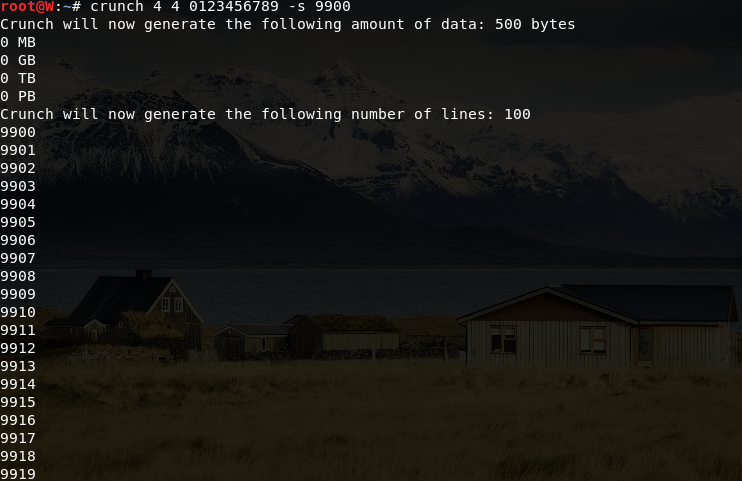 root@W:~# crunch 4 4 0123456789 -s 9900
Crunch will now generate the following amount of data: 500 bytes
0 MB
0 GB
0 TB
0 PB
Crunch will now generate the following number of lines: 100
9900
9901
9902
9903
9904
9905
9906
9907
9908
9909
9910
9911
9912
9913
9914
9915
9916
9917
9918
9919